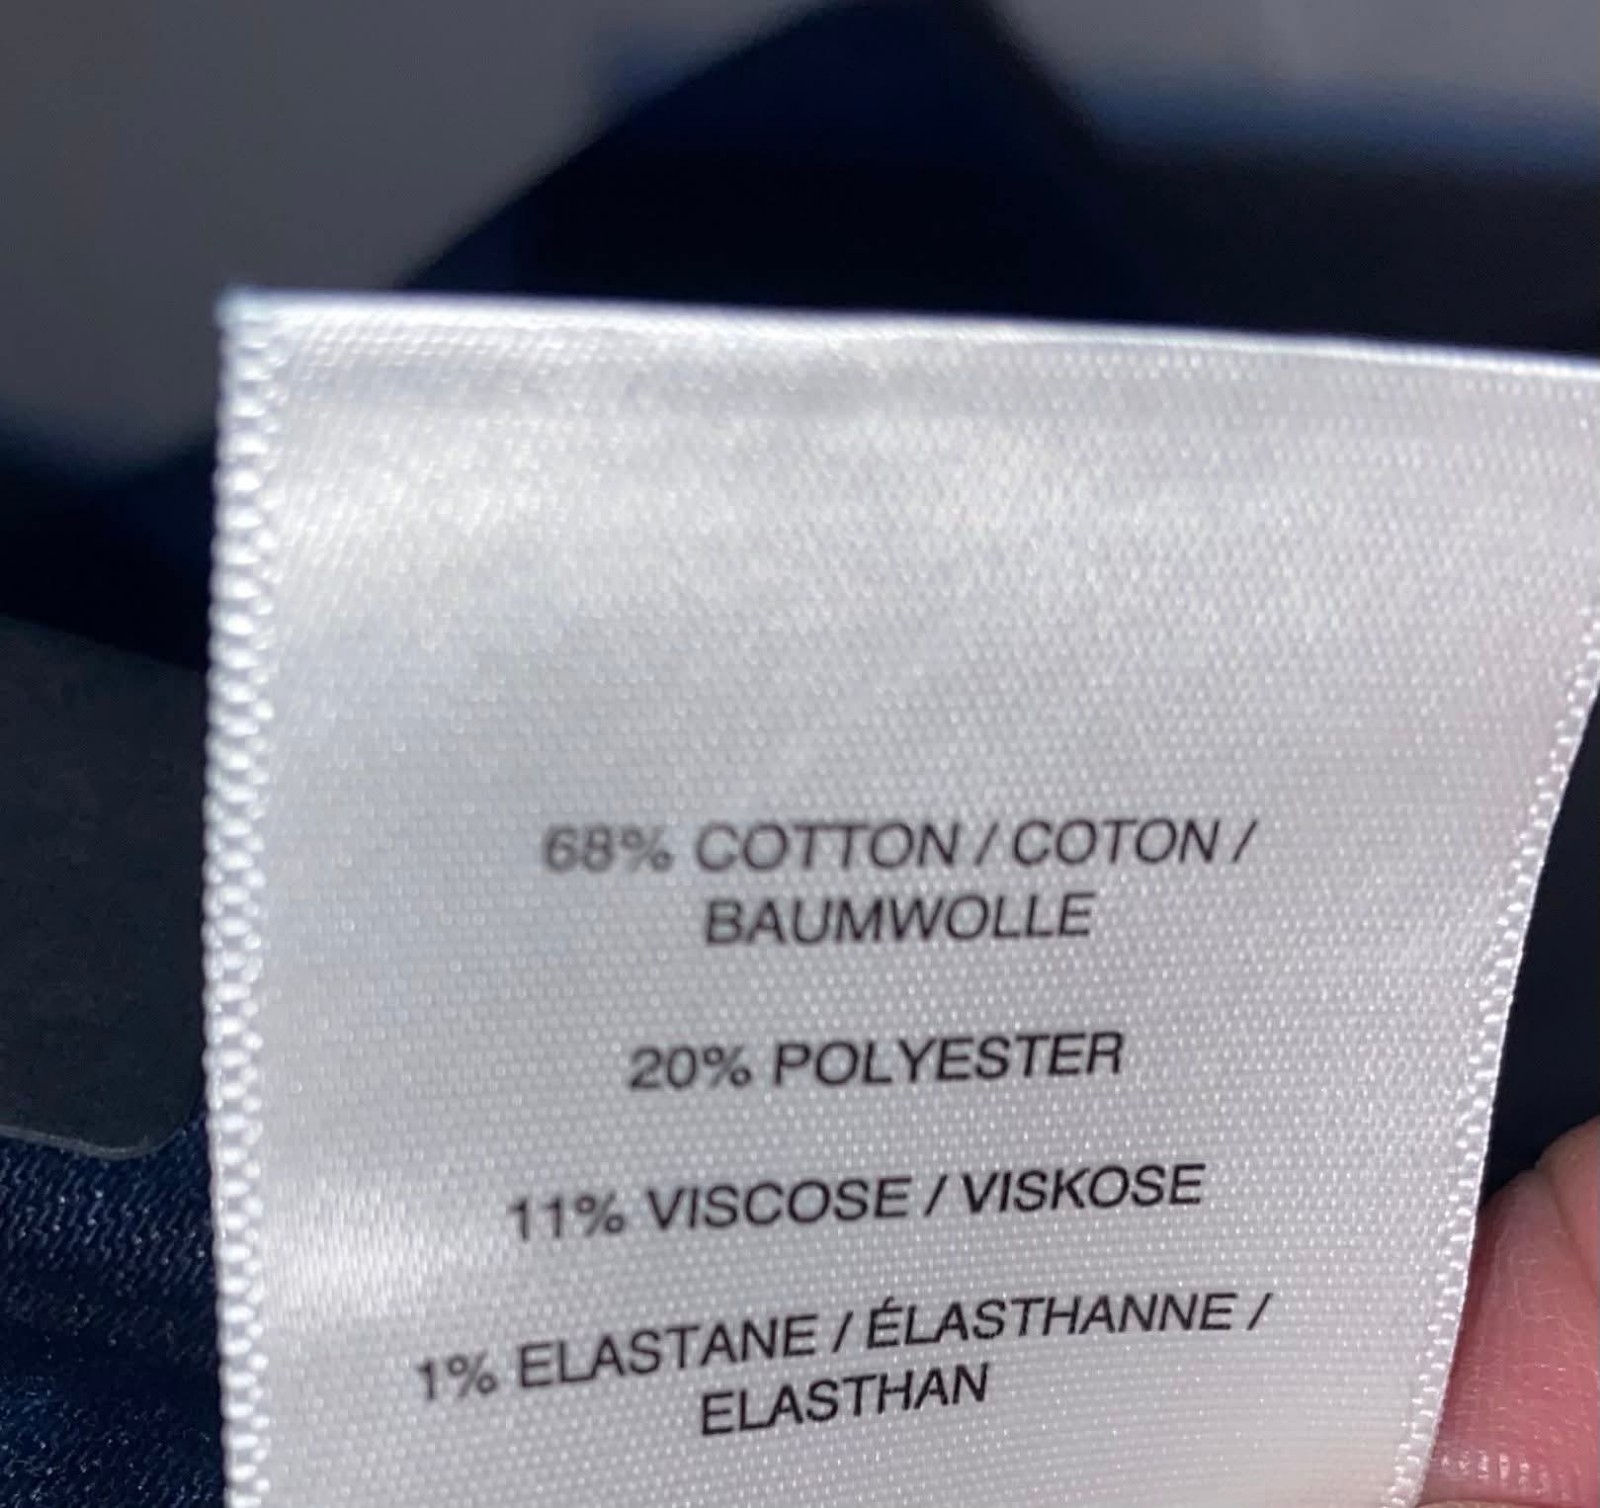 68% COTTON / COTON /
BAUMWOLLE
20% POLYESTER
11% VISCOSE / VISKOSE
1% ELASTANE / ÉLASTHANNE /
ELASTHAN